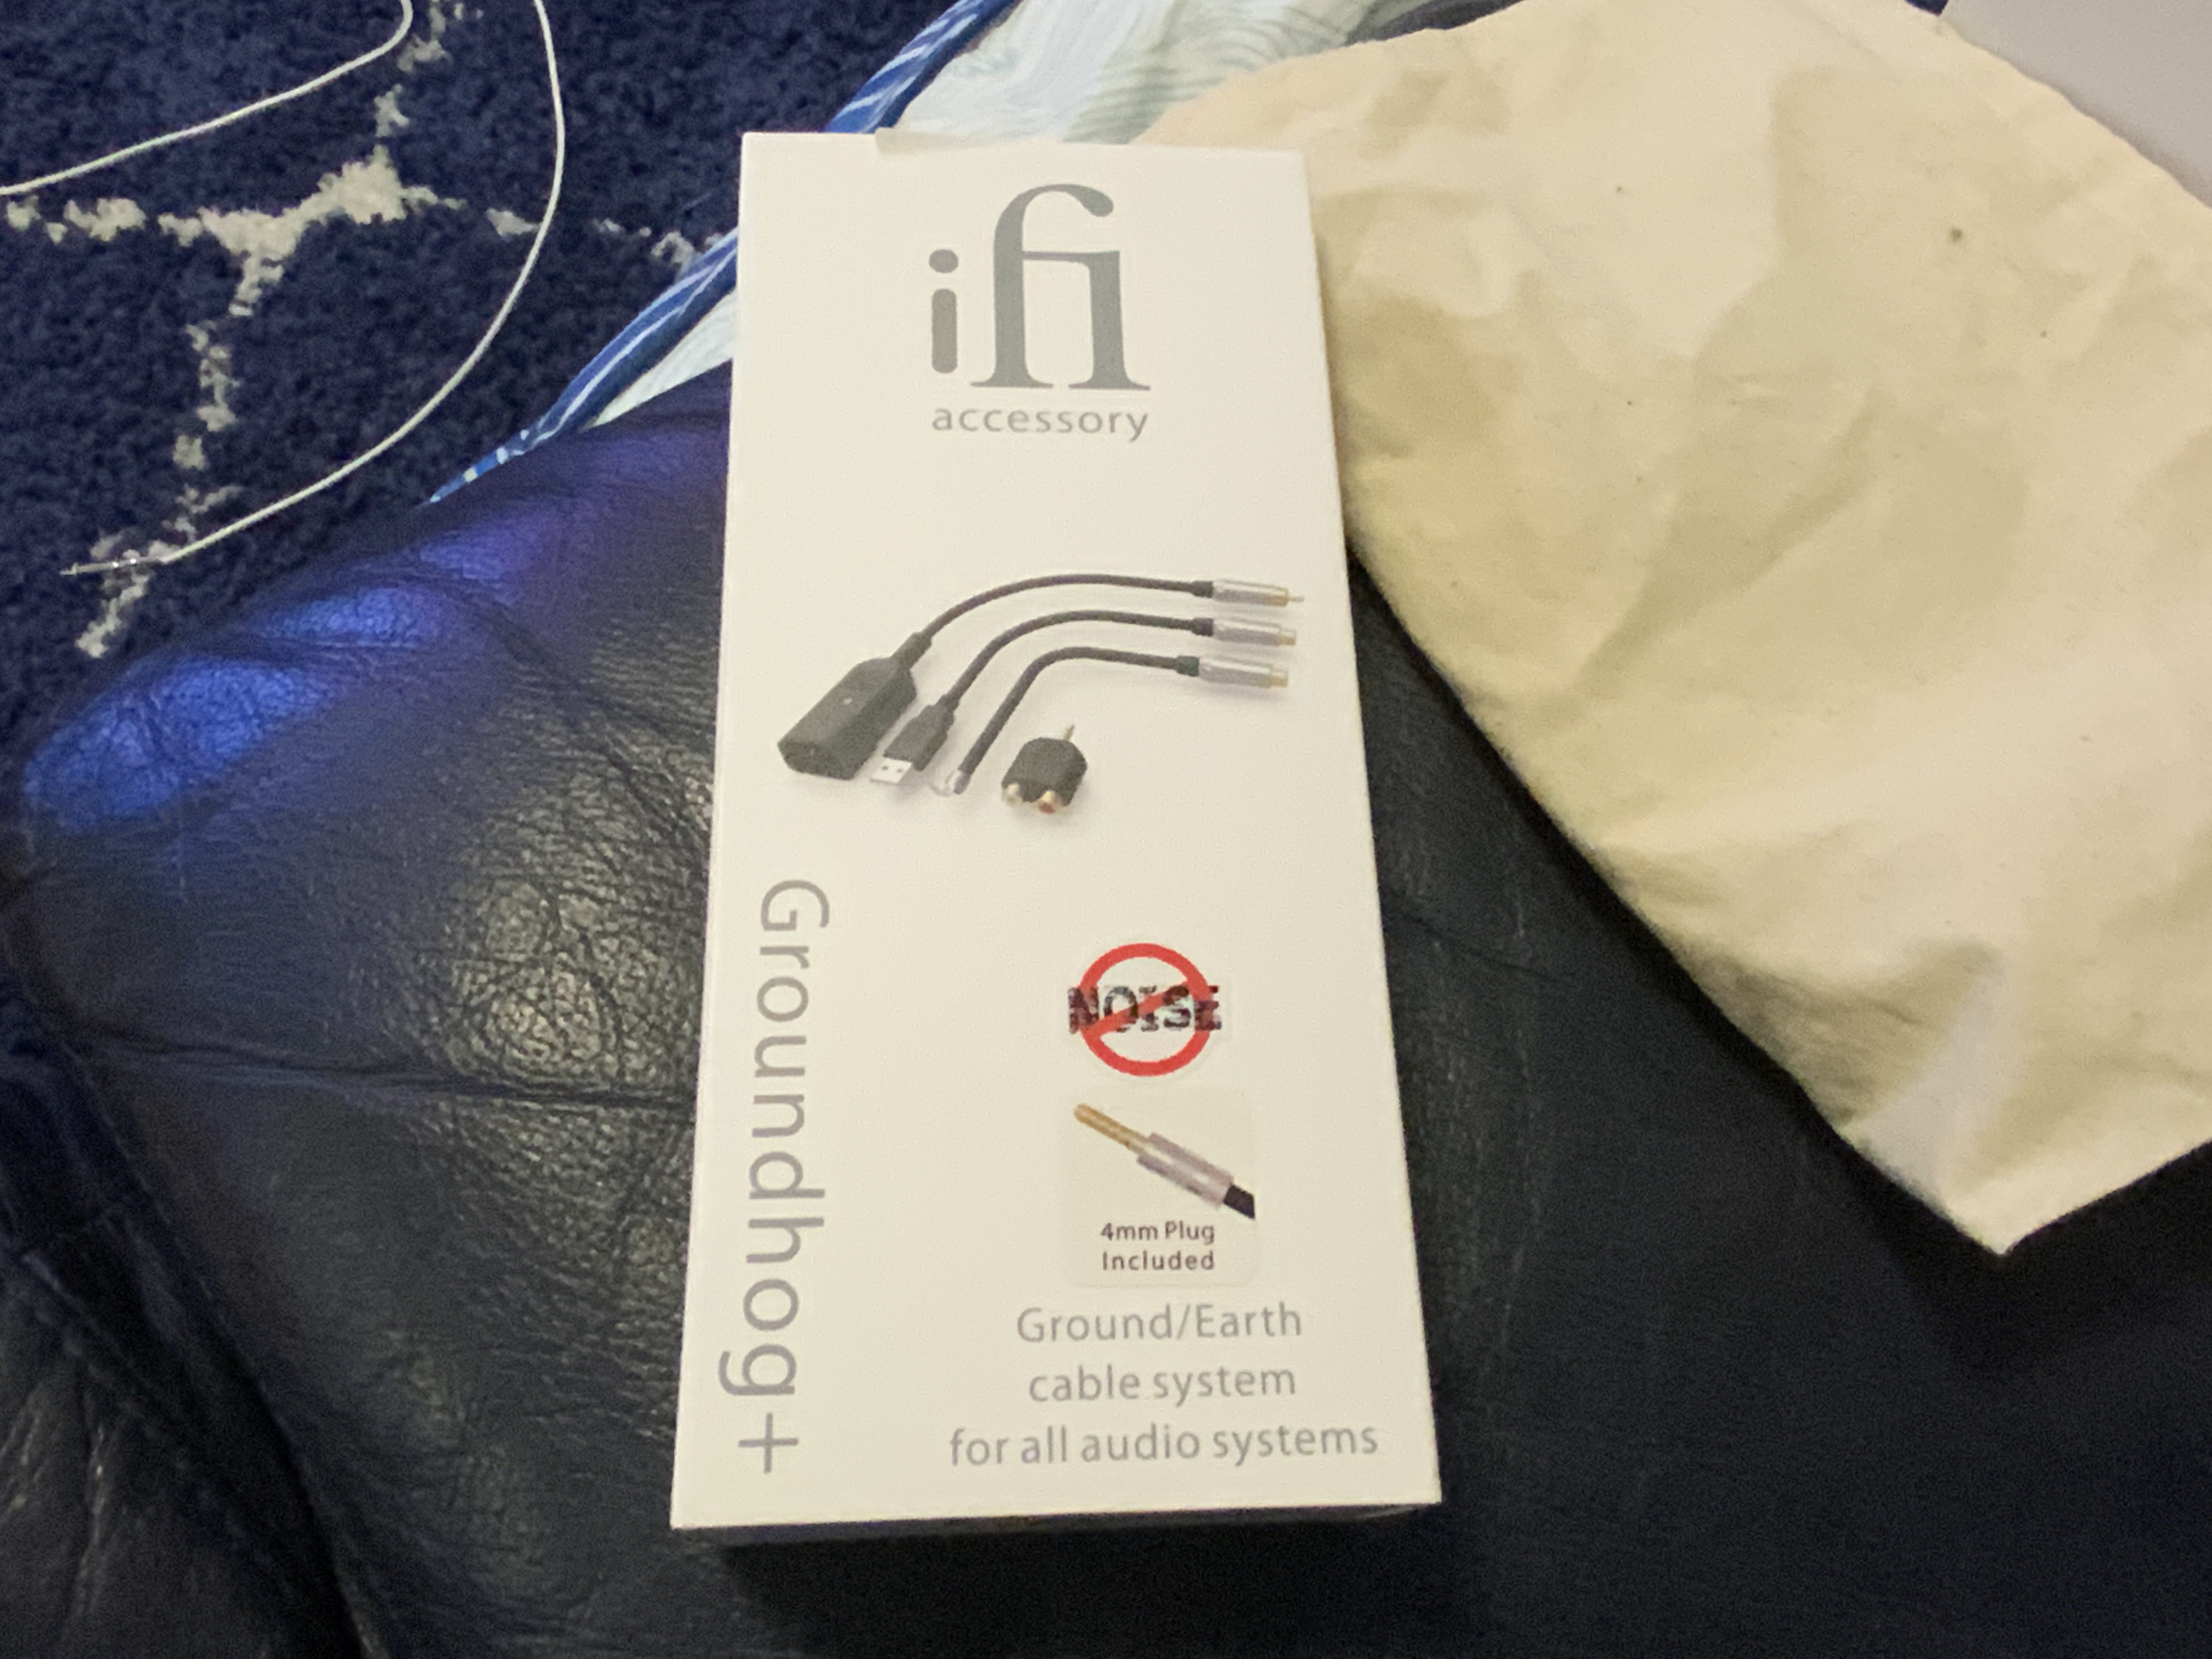 ifi
accessory
Groundhog+
NOISE
4mm Plug
Included
Ground/Earth
cable system
for all audio systems